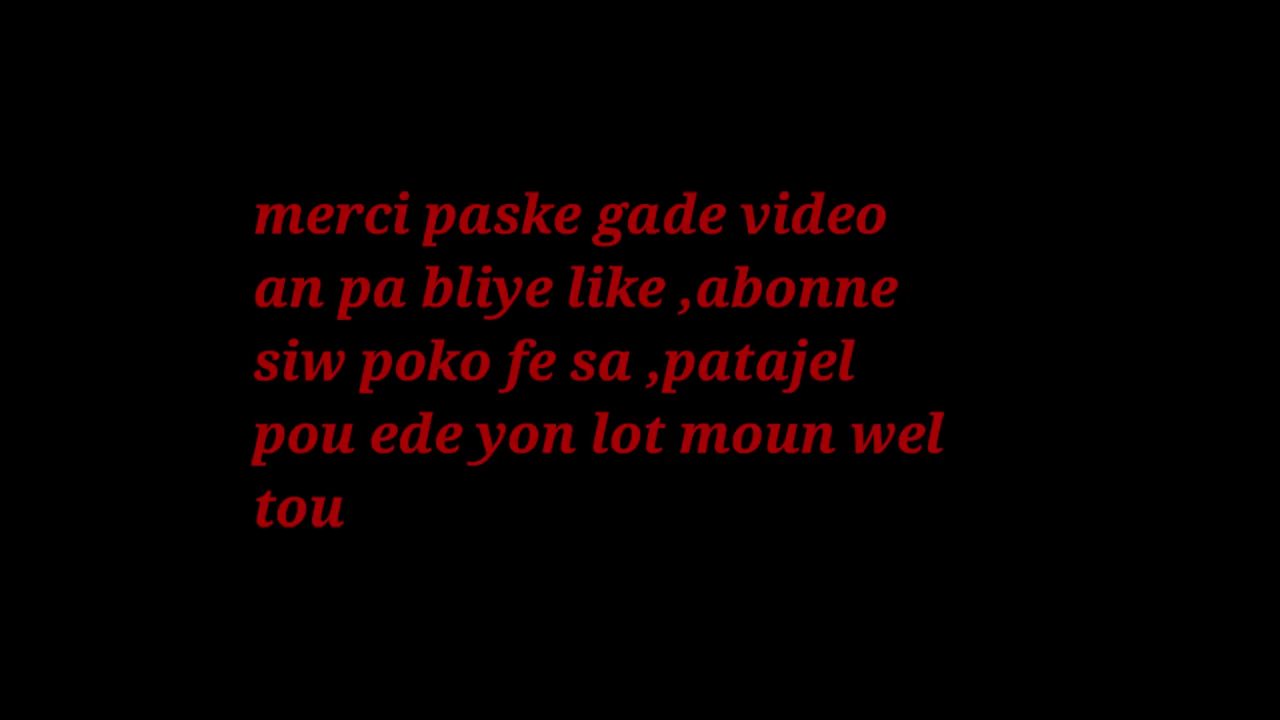 merci paske gade video
an pa bliye like ,abonne
siw poko fe sa ,patajel
pou ede yon lot moun wel
tou